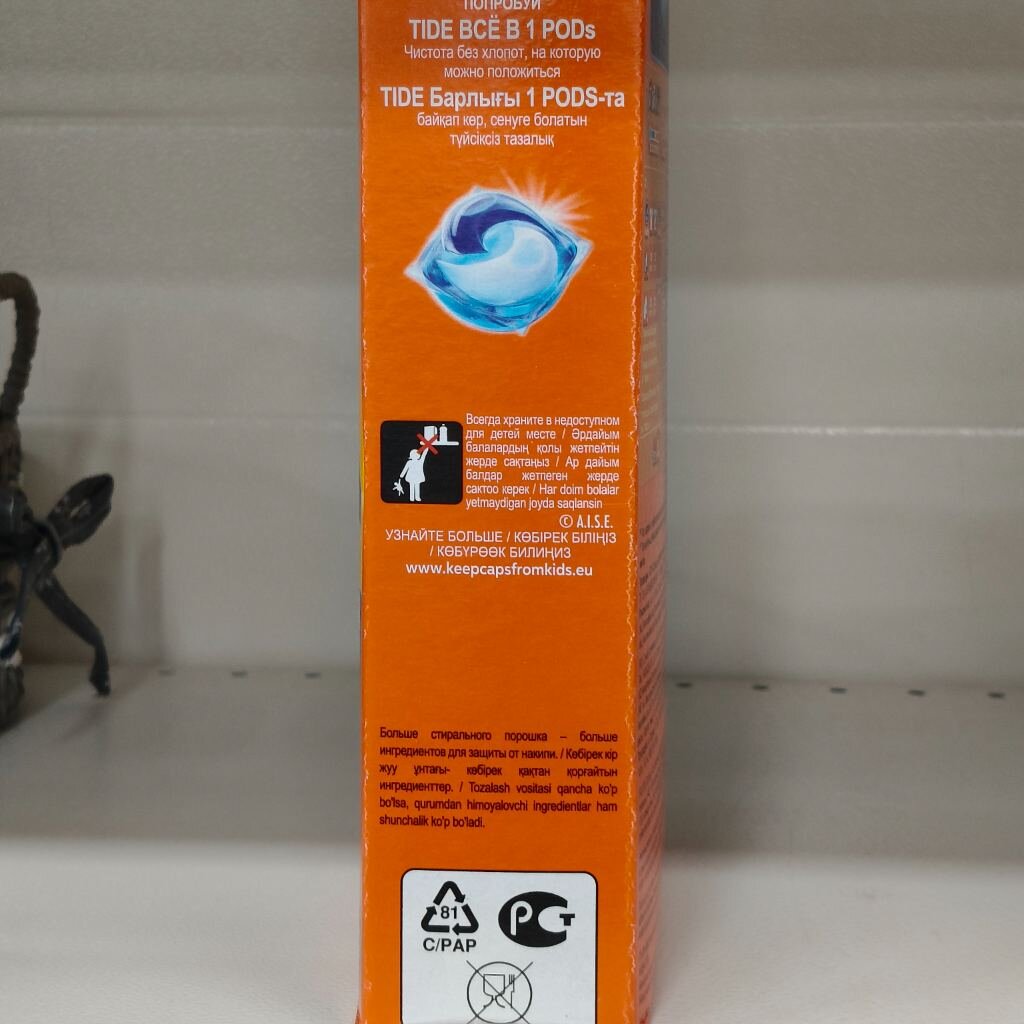 ПОПРОБУЙ
TIDE ВСЁ В 1 PODs
Чистота без хлопот, на которую
можно положиться
TIDE Барлығы 1 PODS-та
байқап көр, сенуге болатын
түйсіксіз тазалық
Всегда храните в недоступном
для детей месте / Әрдайым
балалардың қолы жетпейтін
жерде сақтаңыз / Ар дайым
балдар жетпеген жерде
сактоо керек / Har doim bolalar
yetmaydigan joyda saqlansin
© A.I.S.E.
УЗНАЙТЕ БОЛЬШЕ / КӨБІРЕК БІЛІҢІЗ
/ КӨБҮРӨӨК БИЛИҢИЗ
www.keepcapsfromkids.eu
Больше стирального порошка – больше
ингредиентов для защиты от накипи. / Көбірек кір
жуу ұнтағы- көбірек қақтан қорғайтын
ингредиенттер. / Tozalash vositasi qancha ko'p
bo'lsa, qurumdan himoyalovchi ingredientlar ham
shunchalik ko'p bo'ladi.
81
C/PAP
РСТ